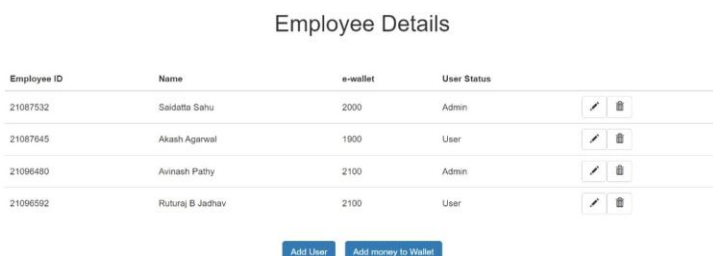 Employee Details
Employee ID Name e-wallet User Status
21087532 Saidatta Sahu 2000 Admin
21087645 Akash Agarwal 1900 User
21096480 Avinash Pathy 2100 Admin
21096592 Ruturaj B Jadhav 2100 User
Add User Add money to Wallet